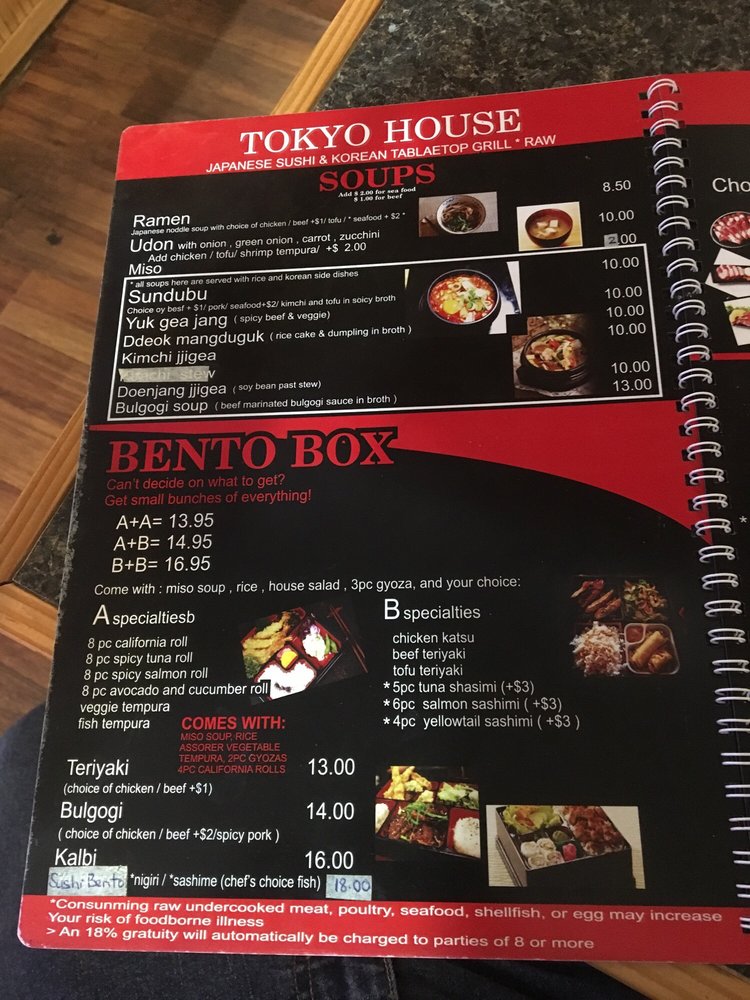 TOKYO HOUSE
JAPANESE SUSHI & KOREAN TABLAETOP GRILL * RAW
SOUPS
Add $ 2.00 for sea food
$ 1.00 for beef
Ramen 8.50
Japanese noddle soup with choice of chicken / beef +$1/ tofu / * seafood + $2 *
Udon with onion , green onion , carrot , zucchini 10.00
Add chicken / tofu/ shrimp tempura/ +$ 2.00
Miso 2.00
* all soups here are served with rice and korean side dishes
Sundubu 10.00
Choice oy besf + $1/ pork/ seafood+$2/ kimchi and tofu in soicy broth
Yuk gea jang ( spicy beef & veggie) 10.00
Ddeok mangduguk ( rice cake & dumpling in broth ) 10.00
Kimchi jjigea 10.00
stew
Doenjang jjigea ( soy bean past stew) 10.00
Bulgogi soup ( beef marinated bulgogi sauce in broth ) 13.00
BENTO BOX
Can't decide on what to get?
Get small bunches of everything!
A+A= 13.95
A+B= 14.95
B+B= 16.95
Come with : miso soup , rice , house salad , 3pc gyoza, and your choice:
A specialtiesb
8 pc california roll
8 pc spicy tuna roll
8 pc spicy salmon roll
8 pc avocado and cucumber roll
veggie tempura
fish tempura
B specialties
chicken katsu
beef teriyaki
tofu teriyaki
*5pc tuna shasimi (+$3)
*6pc salmon sashimi ( +$3)
*4pc yellowtail sashimi ( +$3 )
COMES WITH:
MISO SOUP, RICE
ASSORER VEGETABLE
TEMPURA, 2PC GYOZAS
4PC CALIFORNIA ROLLS
Teriyaki 13.00
(choice of chicken / beef +$1)
Bulgogi 14.00
( choice of chicken / beef +$2/spicy pork )
Kalbi 16.00
Sushi Bento *nigiri / *sashime (chef's choice fish) 18.00
*Consunming raw undercooked meat, poultry, seafood, shellfish, or egg may increase
Your risk of foodborne illness
> An 18% gratuity will automatically be charged to parties of 8 or more
Cho